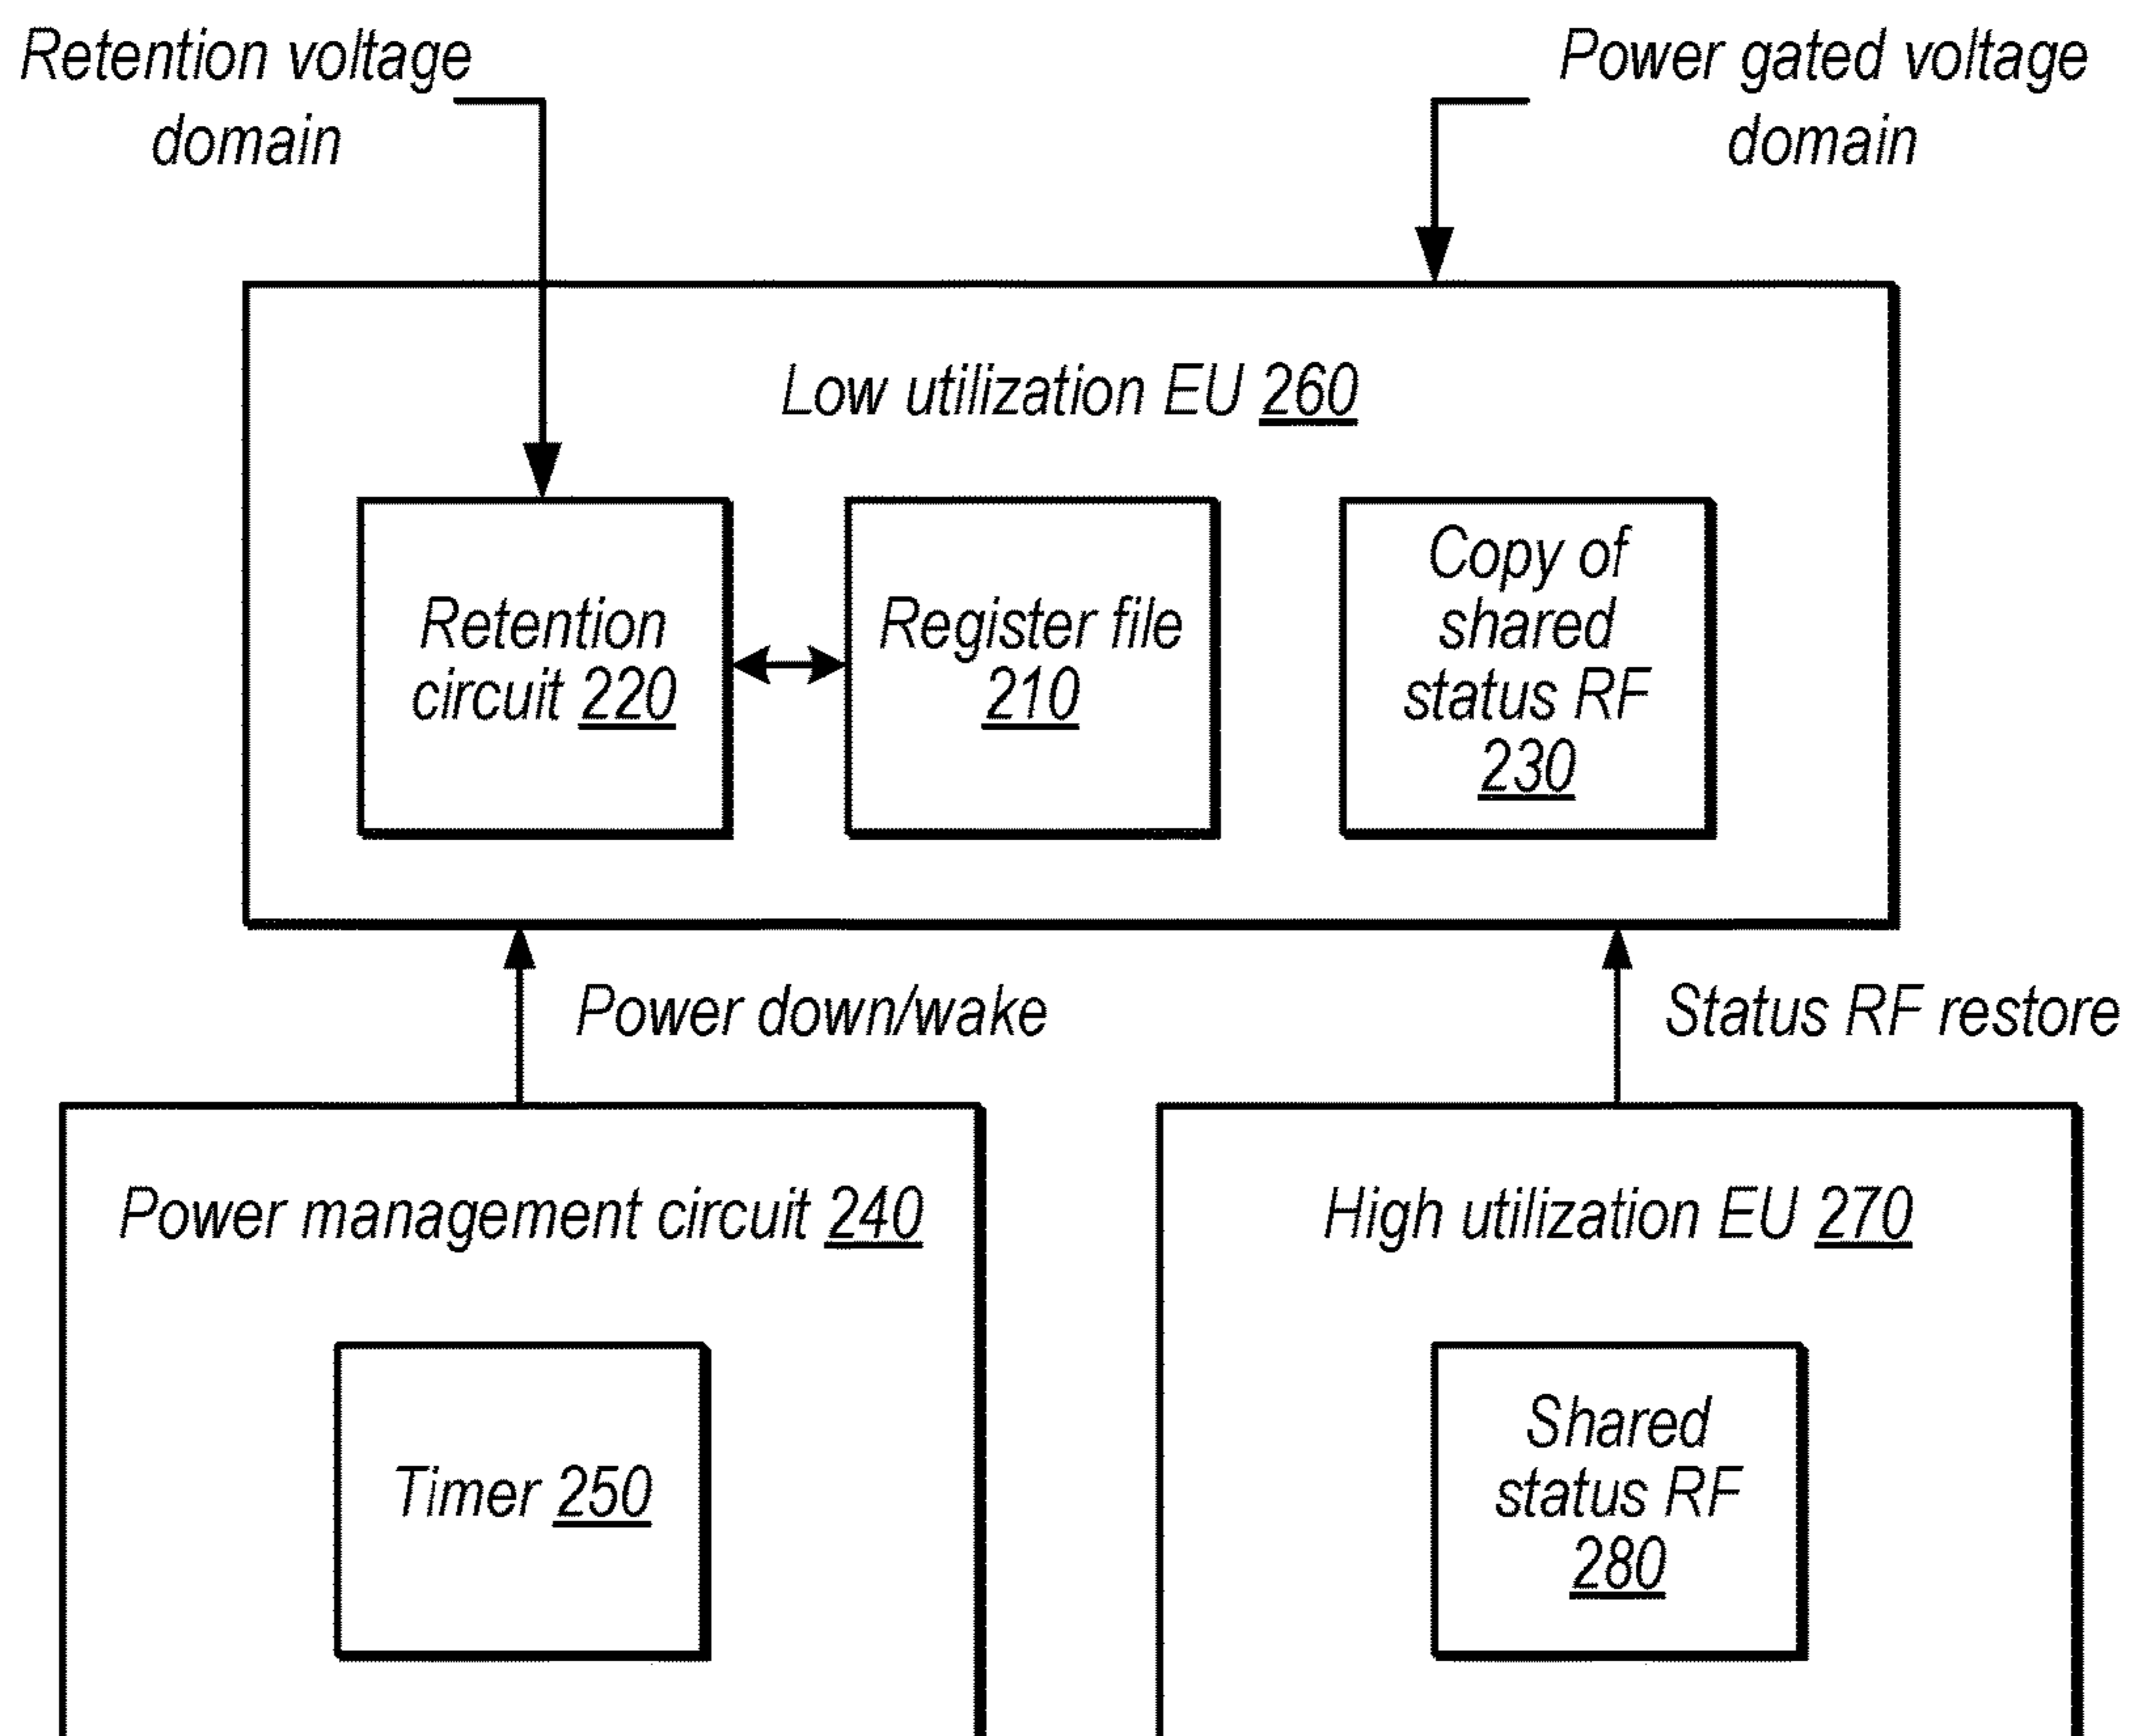 Retention voltage
domain
Power gated voltage
domain
Low utilization EU 260
Retention
circuit 220
Register file
210
Copy of
shared
status RF
230
Power down/wake
Status RF restore
Power management circuit 240
High utilization EU 270
Timer 250
Shared
status RF
280